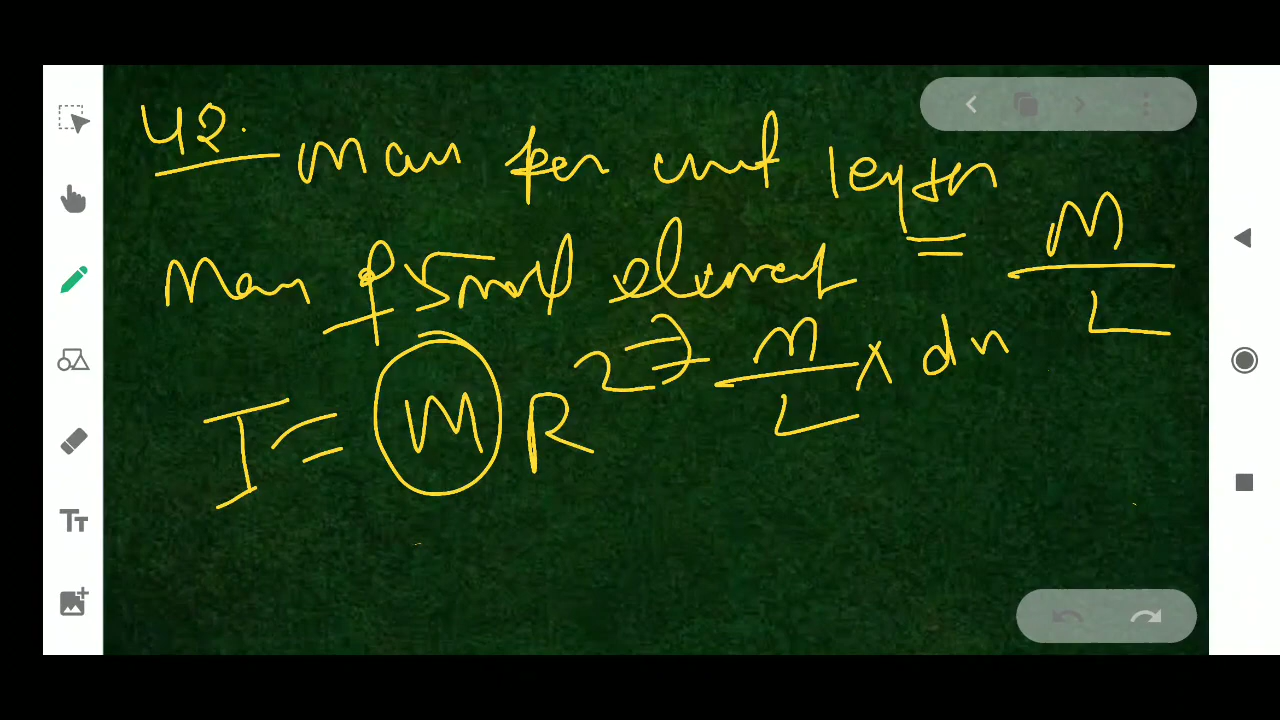 42. Mass per unit length
= M/L
Mass of small element
= M/L x dx
I = M R²